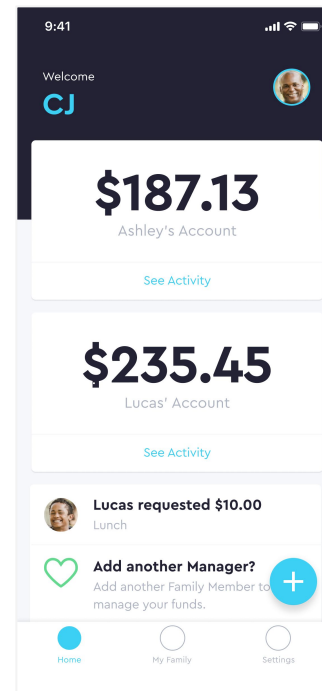 9:41
Welcome
CJ
$187.13
Ashley's Account
See Activity
$235.45
Lucas' Account
See Activity
Lucas requested $10.00
Lunch
Add another Manager?
Add another Family Member to
manage your funds.
+
Home My Family Settings